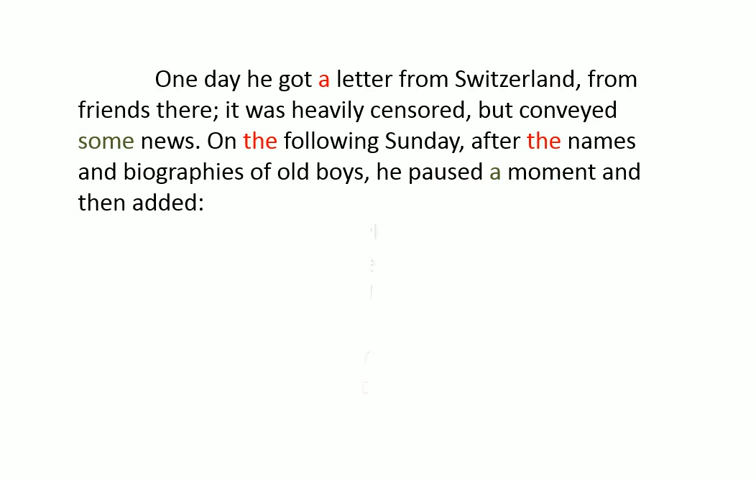 One day he got a letter from Switzerland, from
friends there; it was heavily censored, but conveyed
some news. On the following Sunday, after the names
and biographies of old boys, he paused a moment and
then added: